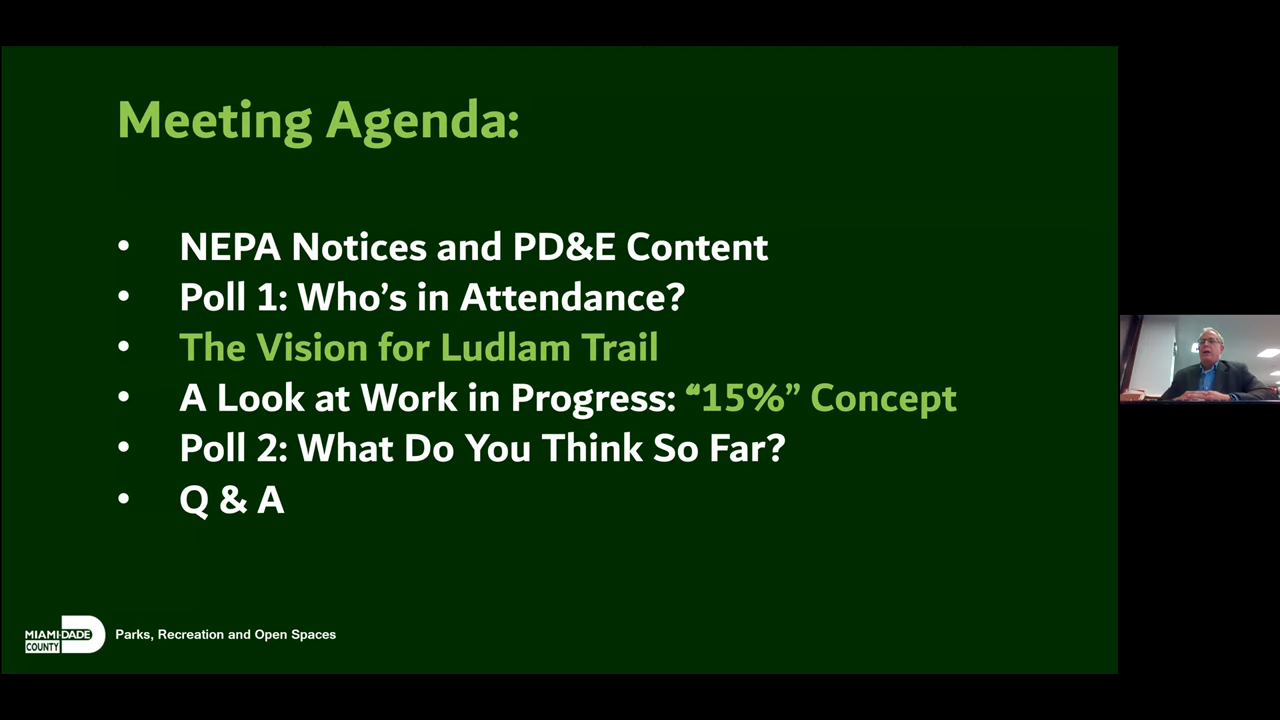 Meeting Agenda:
• NEPA Notices and PD&E Content
• Poll 1: Who’s in Attendance?
• The Vision for Ludlam Trail
• A Look at Work in Progress: “15%” Concept
• Poll 2: What Do You Think So Far?
• Q & A
MIAMI-DADE
COUNTY
Parks, Recreation and Open Spaces